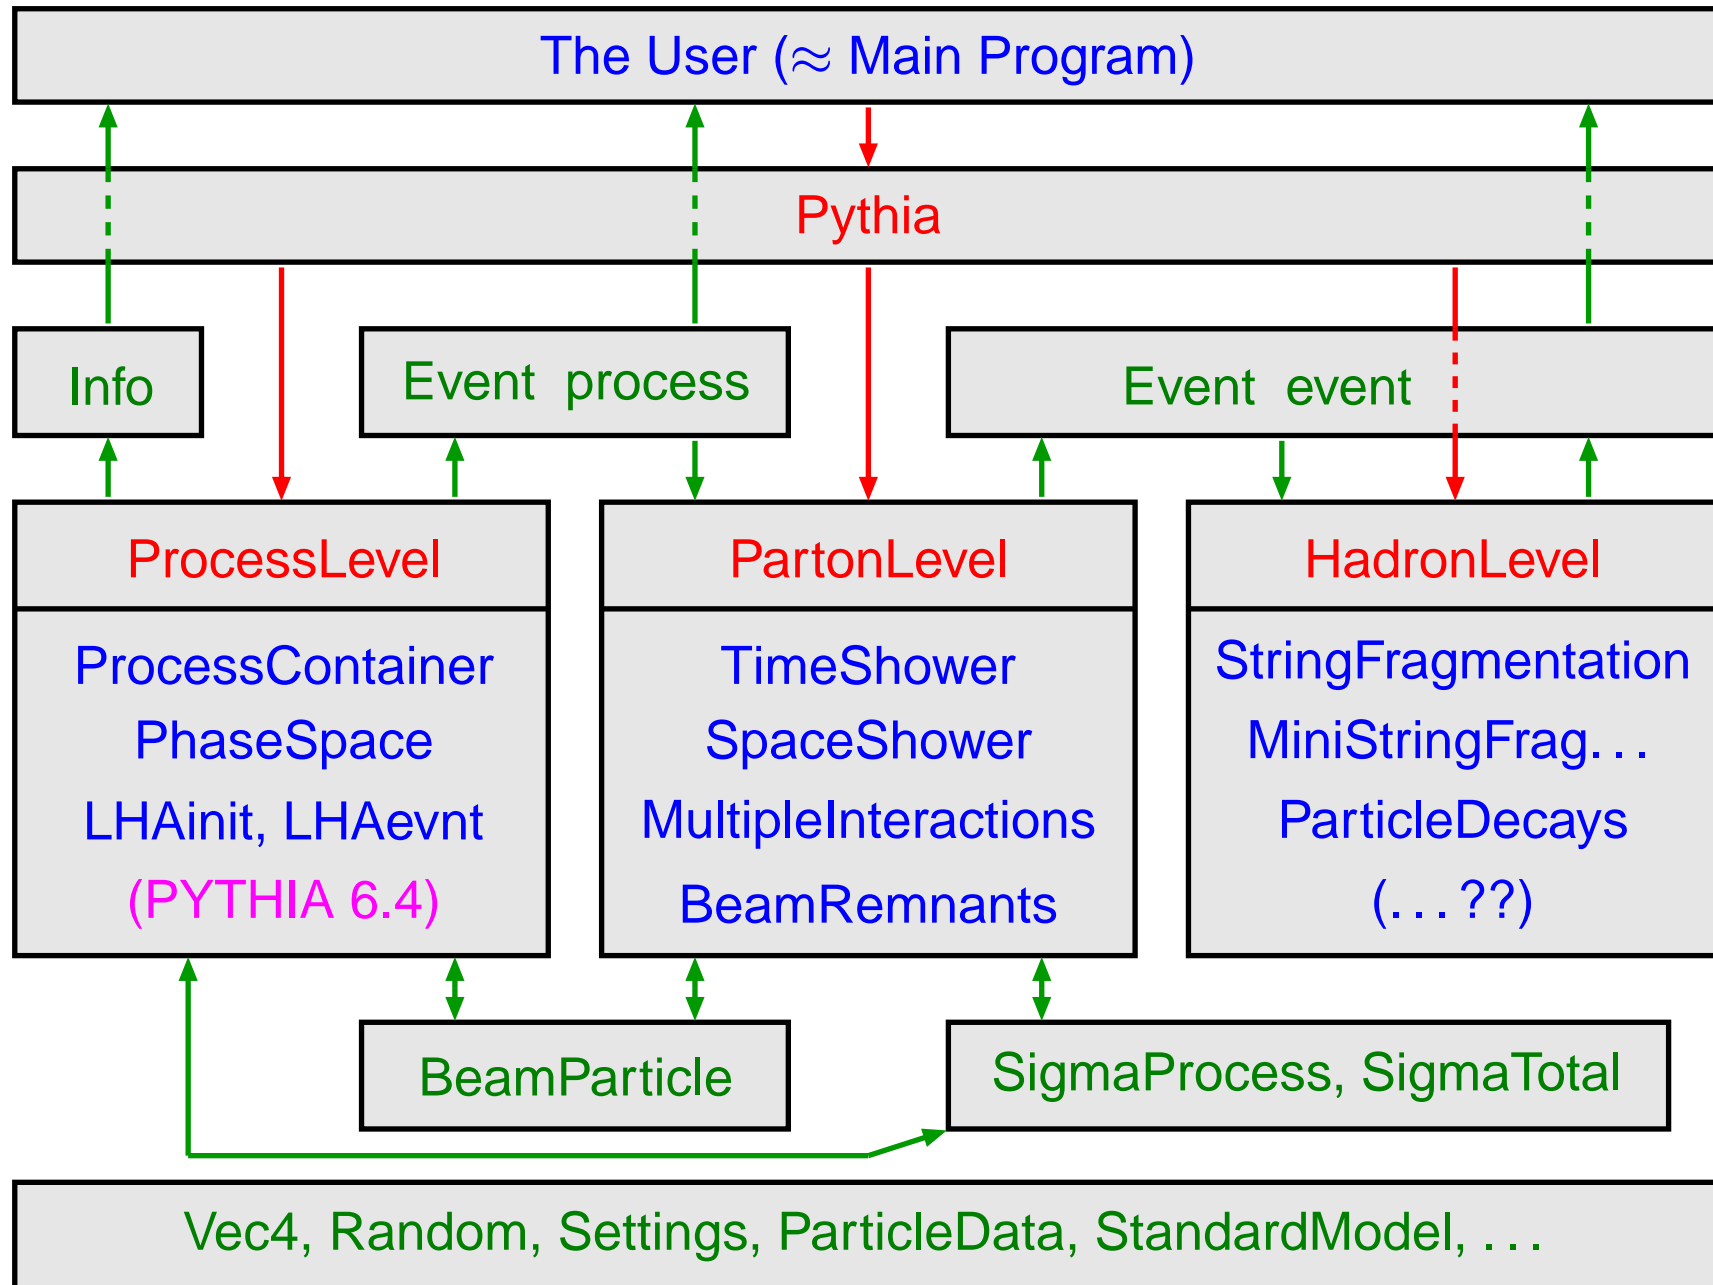 The User (≈ Main Program)
Pythia
Info
Event process
Event event
ProcessLevel
ProcessContainer
PhaseSpace
LHAinit, LHAevnt
(PYTHIA 6.4)
PartonLevel
TimeShower
SpaceShower
MultipleInteractions
BeamRemnants
HadronLevel
StringFragmentation
MiniStringFrag...
ParticleDecays
(...??)
BeamParticle
SigmaProcess, SigmaTotal
Vec4, Random, Settings, ParticleData, StandardModel, ...